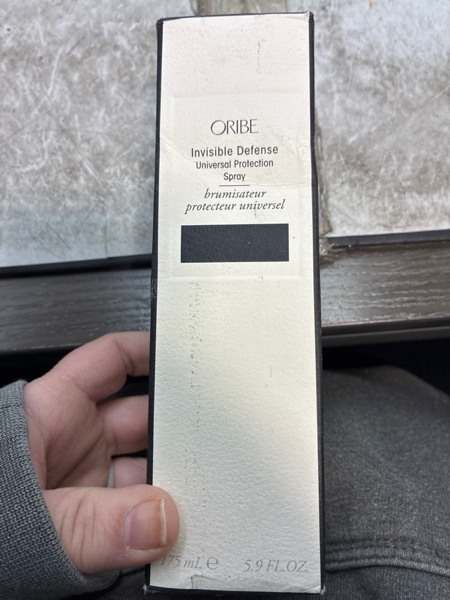 ORIBE
Invisible Defense
Universal Protection
Spray
brumisateur
protecteur universel
175 mL ℮ 5.9 FL.OZ.